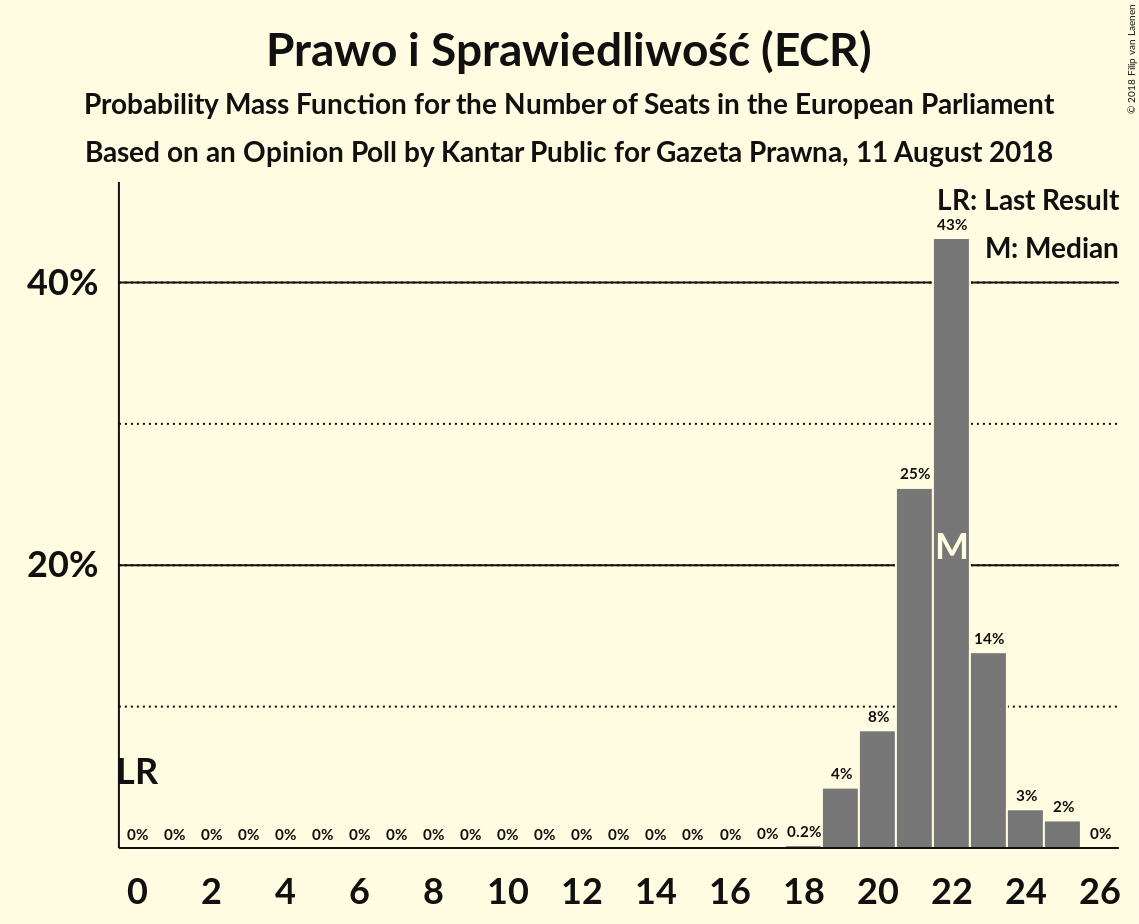 Prawo i Sprawiedliwość (ECR)
Probability Mass Function for the Number of Seats in the European Parliament
Based on an Opinion Poll by Kantar Public for Gazeta Prawna, 11 August 2018
© 2018 Filip van Laenen
LR: Last Result
M: Median
43%
40%
25%
M
20%
14%
8%
LR
4%
3%
2%
0% 0% 0% 0% 0% 0% 0% 0% 0% 0% 0% 0% 0% 0% 0% 0% 0% 0% 0.2% 0%
0 2 4 6 8 10 12 14 16 18 20 22 24 26